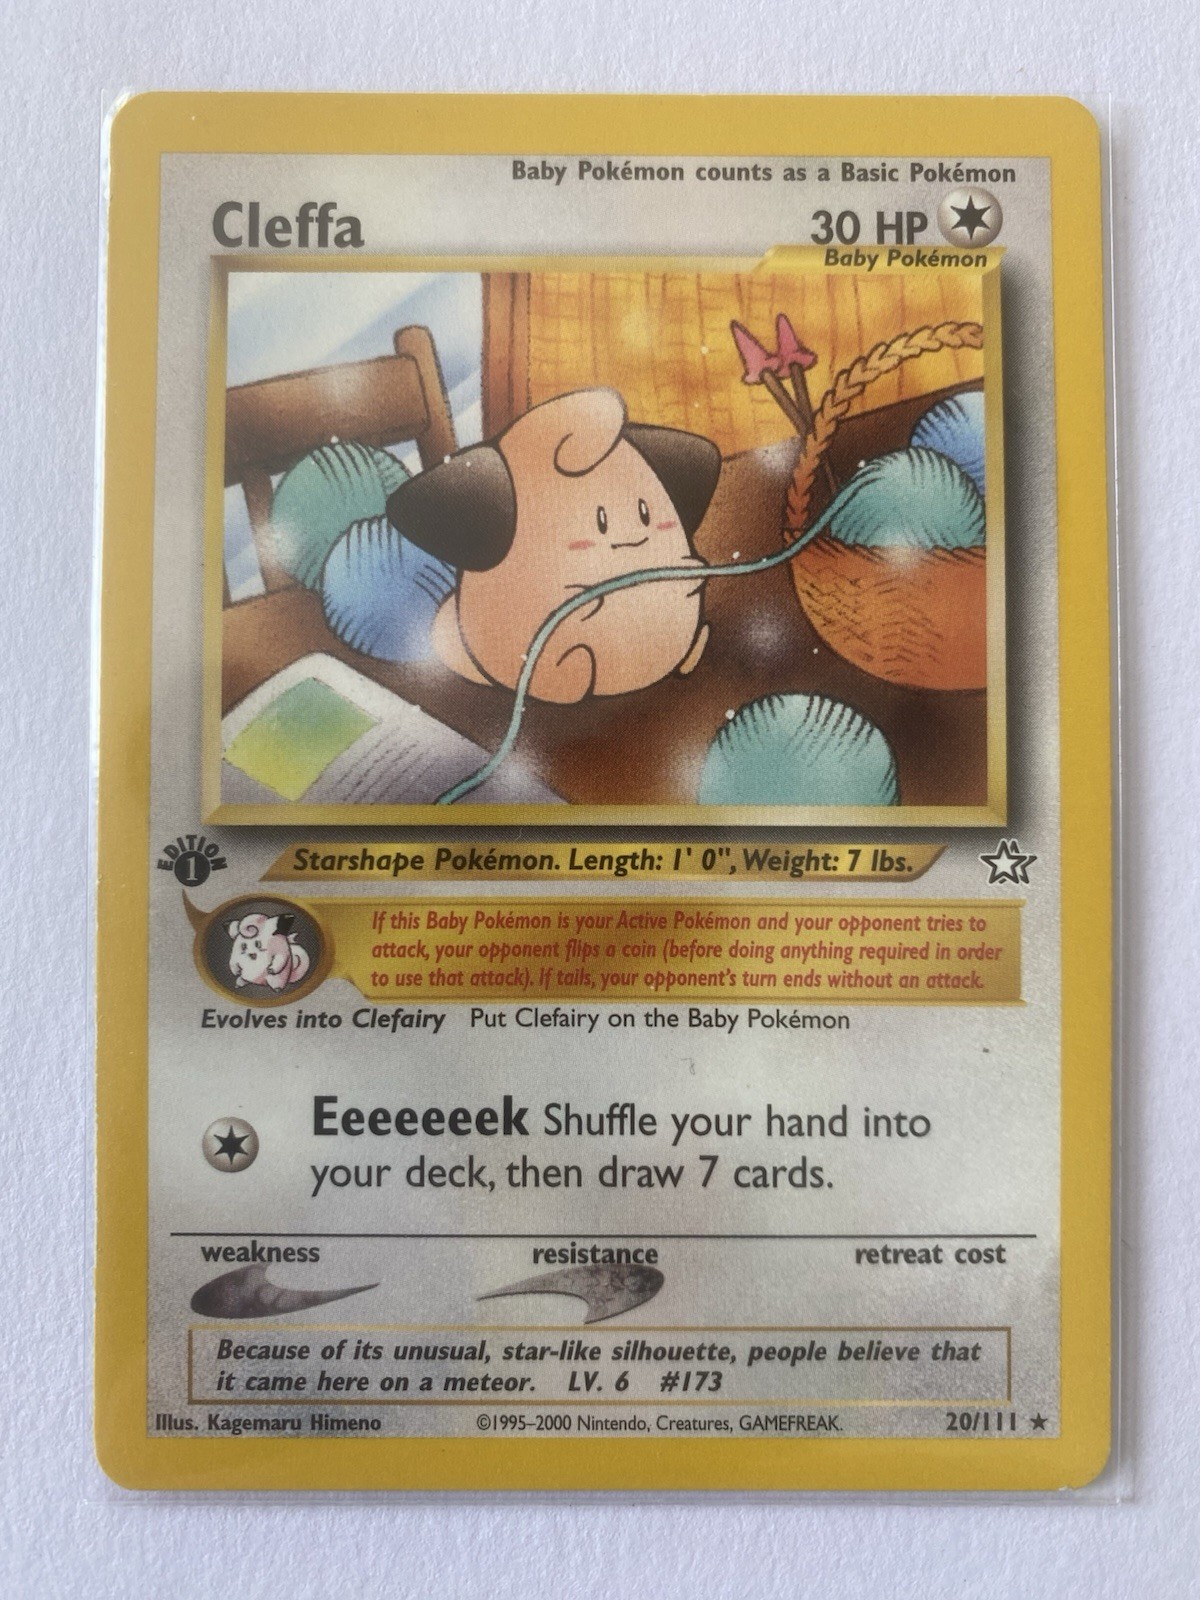 Baby Pokémon counts as a Basic Pokémon
Cleffa 30 HP
Baby Pokémon
EDITION
1
Starshape Pokémon. Length: 1' 0", Weight: 7 lbs.
If this Baby Pokémon is your Active Pokémon and your opponent tries to
attack, your opponent flips a coin (before doing anything required in order
to use that attack). If tails, your opponent's turn ends without an attack.
Evolves into Clefairy Put Clefairy on the Baby Pokémon
Eeeeeeek Shuffle your hand into
your deck, then draw 7 cards.
weakness resistance retreat cost
Because of its unusual, star-like silhouette, people believe that
it came here on a meteor. LV. 6 #173
Illus. Kagemaru Himeno ©1995–2000 Nintendo, Creatures, GAMEFREAK. 20/111 ★